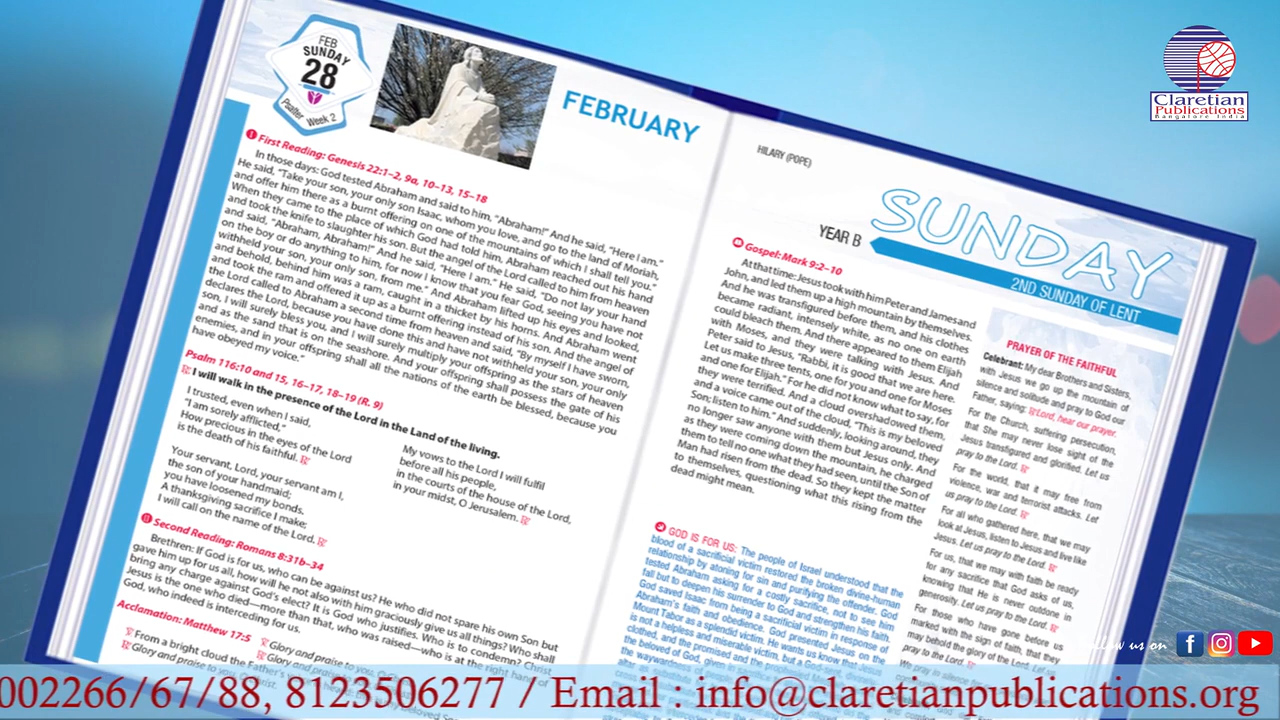 FEB
SUNDAY
28
Psalter Week 2
FEBRUARY
First Reading: Genesis 22:1–2, 9a, 10–13, 15–18
In those days: God tested Abraham and said to him, "Abraham!" And he said, "Here I am."
He said, "Take your son, your only son Isaac, whom you love, and go to the land of Moriah,
and offer him there as a burnt offering on one of the mountains of which I shall tell you."
When they came to the place of which God had told him, Abraham reached out his hand
and took the knife to slaughter his son. But the angel of the Lord called to him from heaven
and said, "Abraham, Abraham!" And he said, "Here I am." He said, "Do not lay your hand
on the boy or do anything to him, for now I know that you fear God, seeing you have not
withheld your son, your only son, from me." And Abraham lifted up his eyes and looked,
and behold, behind him was a ram, caught in a thicket by his horns. And Abraham went
and took the ram and offered it up as a burnt offering instead of his son. And the angel of
the Lord called to Abraham a second time from heaven and said, "By myself I have sworn,
declares the Lord, because you have done this and have not withheld your son, your only
son, I will surely bless you, and I will surely multiply your offspring as the stars of heaven
and as the sand that is on the seashore. And your offspring shall possess the gate of his
enemies, and in your offspring shall all the nations of the earth be blessed, because you
have obeyed my voice."
Psalm 116:10 and 15, 16–17, 18–19 (R. 9)
℟ I will walk in the presence of the Lord in the Land of the living.
I trusted, even when I said,
"I am sorely afflicted,"
How precious in the eyes of the Lord
is the death of his faithful. ℟
Your servant, Lord, your servant am I,
the son of your handmaid;
you have loosened my bonds.
A thanksgiving sacrifice I make;
I will call on the name of the Lord. ℟
My vows to the Lord I will fulfil
before all his people,
in the courts of the house of the Lord,
in your midst, O Jerusalem. ℟
Second Reading: Romans 8:31b–34
Brethren: If God is for us, who can be against us? He who did not spare his own Son but
gave him up for us all, how will he not also with him graciously give us all things? Who shall
bring any charge against God's elect? It is God who justifies. Who is to condemn? Christ
Jesus is the one who died—more than that, who was raised—who is at the right hand of
God, who indeed is interceding for us.
Acclamation: Matthew 17:5
℣ Glory and praise to you, O
℣ From a bright cloud the Father's
℟ Glory and praise to you, O Christ.
HILARY (POPE)
SUNDAY
YEAR B
2ND SUNDAY OF LENT
Gospel: Mark 9:2–10
At that time: Jesus took with him Peter and James and
John, and led them up a high mountain by themselves.
And he was transfigured before them, and his clothes
became radiant, intensely white, as no one on earth
could bleach them. And there appeared to them Elijah
with Moses, and they were talking with Jesus. And
Peter said to Jesus, "Rabbi, it is good that we are here.
Let us make three tents, one for you and one for Moses
and one for Elijah." For he did not know what to say, for
they were terrified. And a cloud overshadowed them,
and a voice came out of the cloud, "This is my beloved
Son; listen to him." And suddenly, looking around, they
no longer saw anyone with them but Jesus only. And
as they were coming down the mountain, he charged
them to tell no one what they had seen, until the Son of
Man had risen from the dead. So they kept the matter
to themselves, questioning what this rising from the
dead might mean.
GOD IS FOR US: The people of Israel understood that the
blood of a sacrificial victim restored the broken divine-human
relationship by atoning for sin and purifying the offender. God
tested Abraham asking for a costly sacrifice, not to see him
fall but to deepen his surrender to God and strengthen his faith.
God saved Isaac from being a sacrificial victim in response of
Abraham's faith and obedience. God presented Jesus on the
Mount Tabor as a splendid victim. He wants us know that Jesus
is not a helpless and miserable victim, but a God-given,
clothed, and the promised and the
the beloved of God, given
PRAYER OF THE FAITHFUL
Celebrant: My dear Brothers and Sisters,
with Jesus we go up the mountain of
silence and solitude and pray to God our
Father, saying: ℟ Lord, hear our prayer.
For the Church, suffering persecution,
that She may never lose sight of the
Jesus transfigured and glorified. Let us
pray to the Lord. ℟
For the world, that it may free from
violence, war and terrorist attacks. Let
us pray to the Lord. ℟
For all who gathered here, that we may
look at Jesus, listen to Jesus and live like
Jesus. Let us pray to the Lord. ℟
For us, that we may with faith be ready
for any sacrifice that God asks of us,
knowing that He is never outdone in
generosity. Let us pray to the Lord. ℟
For those who have gone before us
marked with the sign of faith, that they
may behold the glory of the Lord. Let us
pray to the Lord. ℟
Claretian
Publications
Bangalore India
us on
002266/67/88, 8123506277 / Email : info@claretianpublications.org